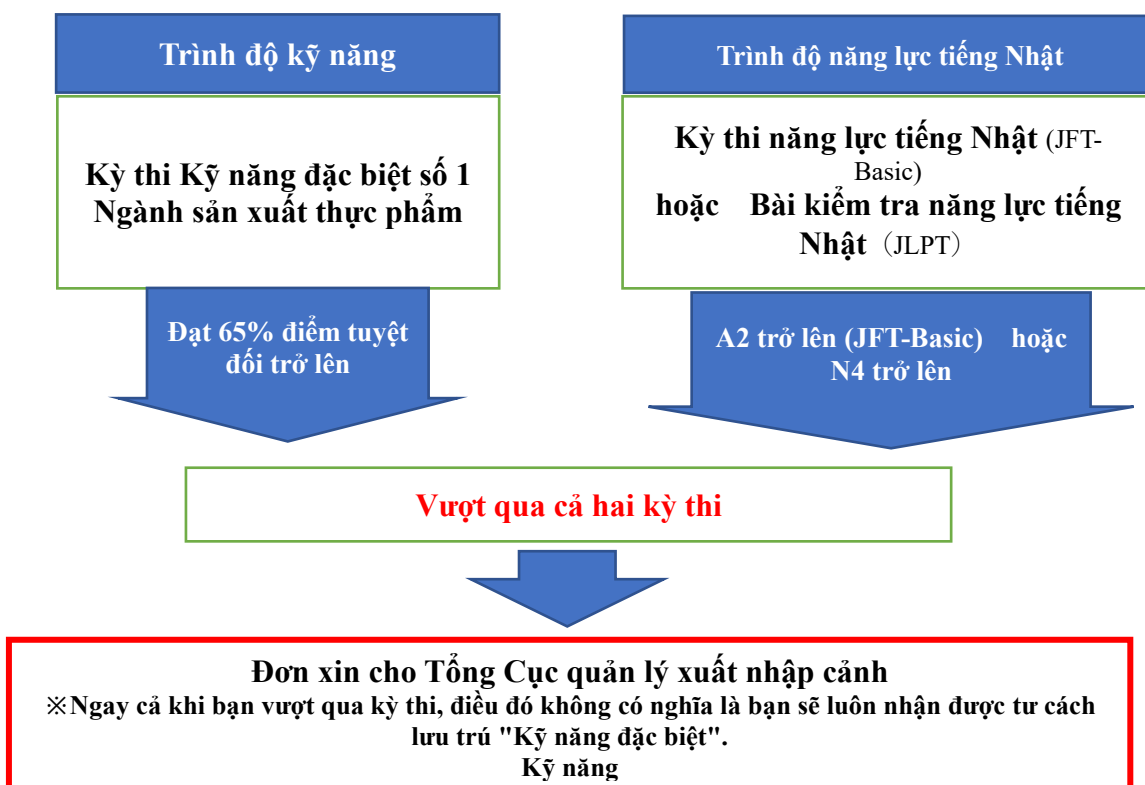 Trình độ kỹ năng
Kỳ thi Kỹ năng đặc biệt số 1
Ngành sản xuất thực phẩm
Đạt 65% điểm tuyệt
đối trở lên
Trình độ năng lực tiếng Nhật
Kỳ thi năng lực tiếng Nhật (JFT-
Basic)
hoặc Bài kiểm tra năng lực tiếng
Nhật（JLPT）
A2 trở lên (JFT-Basic) hoặc
N4 trở lên
Vượt qua cả hai kỳ thi
Đơn xin cho Tổng Cục quản lý xuất nhập cảnh
※Ngay cả khi bạn vượt qua kỳ thi, điều đó không có nghĩa là bạn sẽ luôn nhận được tư cách
lưu trú "Kỹ năng đặc biệt".
Kỹ năng